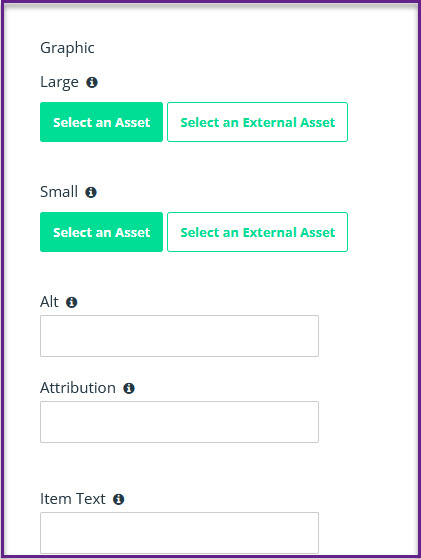 Graphic
Large
Select an Asset Select an External Asset
Small
Select an Asset Select an External Asset
Alt
Attribution
Item Text